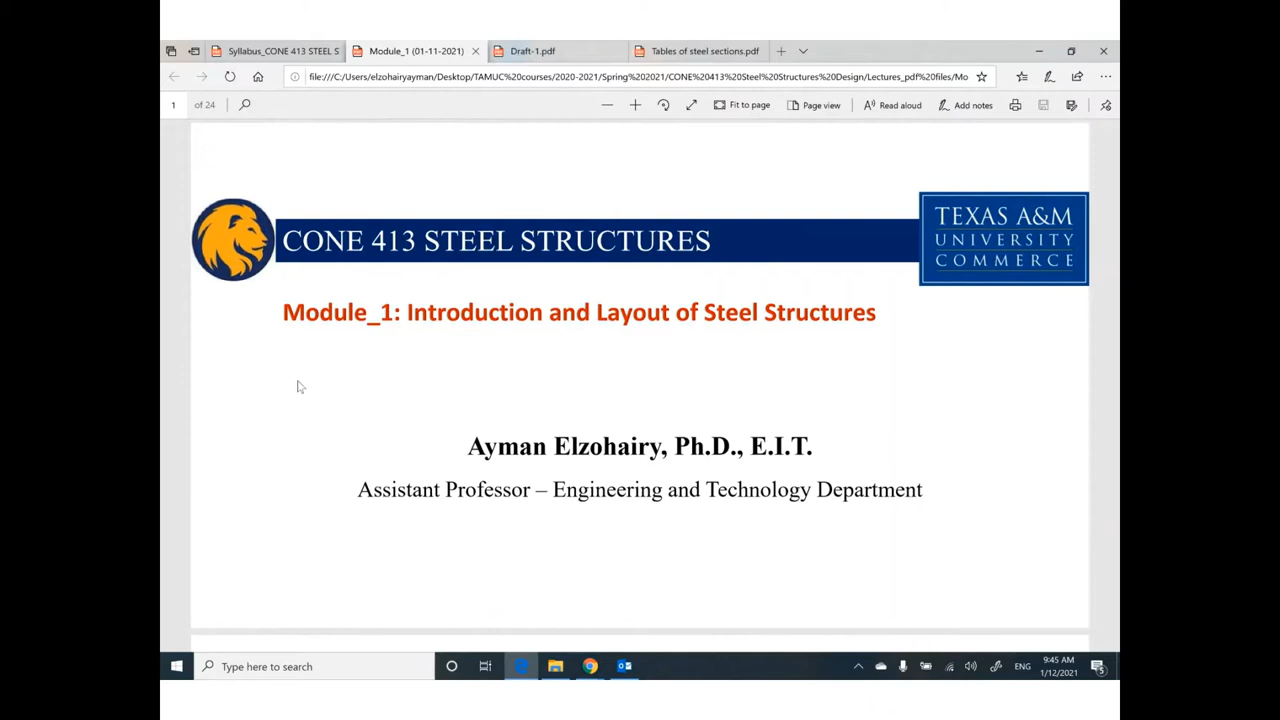 Syllabus_CONE 413 STEEL S
Module_1 (01-11-2021)
Draft-1.pdf
Tables of steel sections.pdf
file:///C:/Users/elzohairyayman/Desktop/TAMUC%20courses/2020-2021/Spring%202021/CONE%20413%20Steel%20Structures%20Design/Lectures_pdf%20files/Mo
1 of 24
Fit to page
Page view
Read aloud
Add notes
CONE 413 STEEL STRUCTURES
TEXAS A&M
UNIVERSITY
COMMERCE
Module_1: Introduction and Layout of Steel Structures
Ayman Elzohairy, Ph.D., E.I.T.
Assistant Professor – Engineering and Technology Department
Type here to search
ENG
9:45 AM
1/12/2021
5